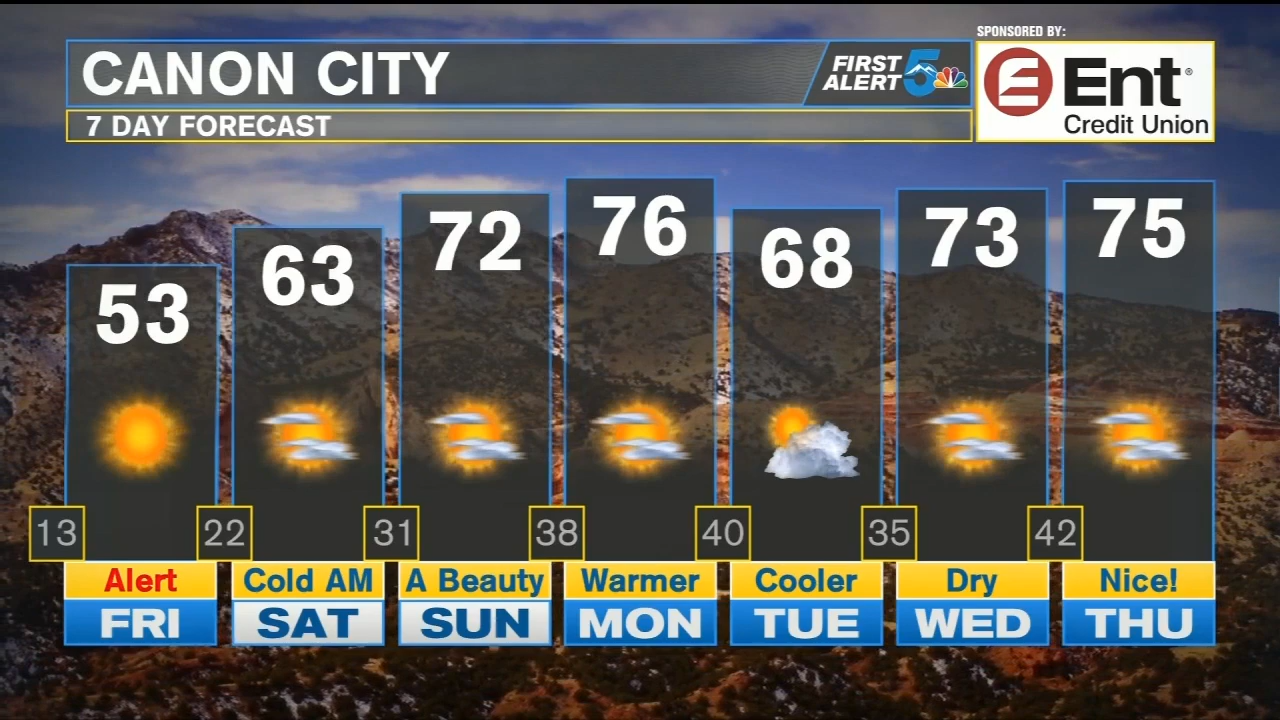 SPONSORED BY:
CANON CITY
FIRST
ALERT 5
Ent®
Credit Union
7 DAY FORECAST
53 63 72 76 68 73 75
13 22 31 38 40 35 42
Alert Cold AM A Beauty Warmer Cooler Dry Nice!
FRI SAT SUN MON TUE WED THU